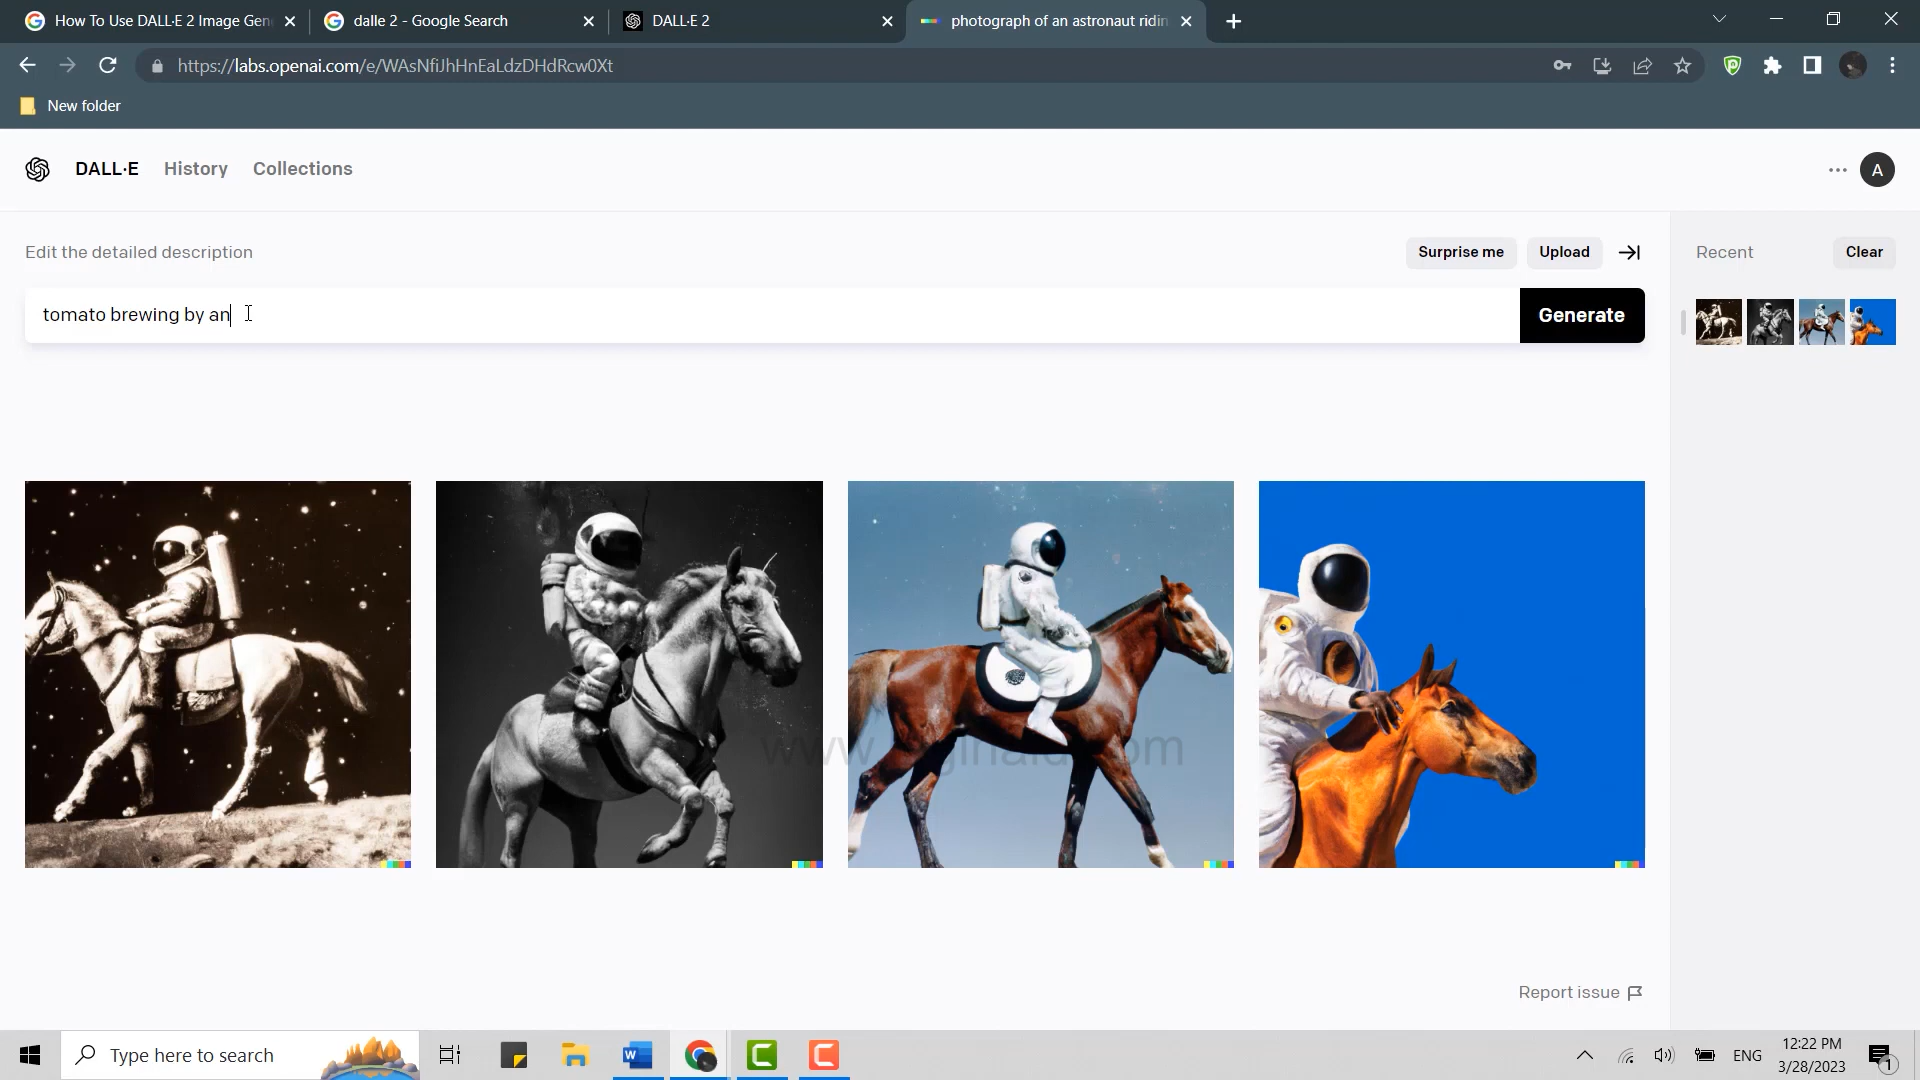 How To Use DALL·E 2 Image Gen
dalle 2 - Google Search
DALL·E 2
photograph of an astronaut ridin
https://labs.openai.com/e/WAsNfiJhHnEaLdzDHdRcw0Xt
New folder
DALL·E History Collections
A
Edit the detailed description
Surprise me
Upload
Recent
Clear
tomato brewing by an
Generate
Report issue
Type here to search
ENG
12:22 PM
3/28/2023
1